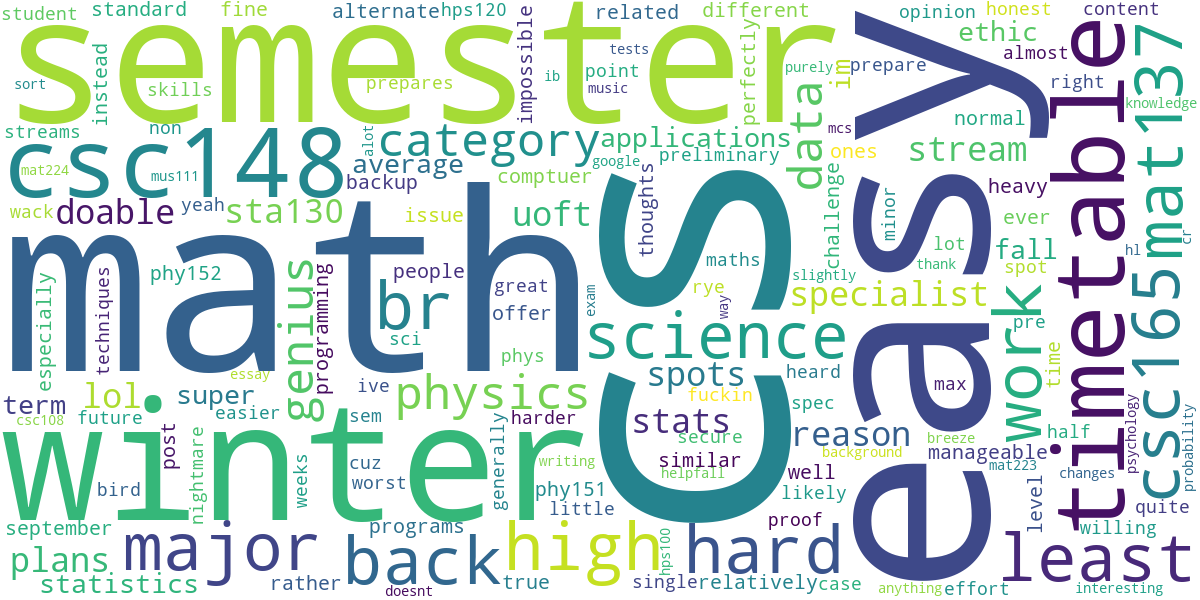 student
standard
fine
alternate
hps120
related
different
opinion
honest
content
semester
easy
timetable
mat137
ethic
almost
instead
impossible
tests
sort
skills
prepares
ib
point
music
purely
perfectly
im
prepare
right
knowledge
streams
non
csc148
alot
category
applications
data
mcs
normal
mat224
mus111
average
google
preliminary
ones
stream
wack
doable
yeah
backup
comptuer
challenge
minor
heavy
sta130
issue
uoft
thoughts
ever
math
cs
lot
fall
hl
cr
especially
techniques
phy152
genius
programming
people
great
maths
slightly
thank
spot
br
offer
exam
rye
way
specialist
work
pre
csc165
sci
science
phys
essay
ive
spots
heard
max
time
term
lol
super
physics
fuckin
csc108
future
easier
sem
harder
stats
spec
reason
breeze
half
psychology
probability
winter
post
nightmare
weeks
cuz
generally
writing
secure
similar
background
manageable
helpfall
well
mat223
changes
bird
worst
phy151
little
likely
level
quite
september
programs
proof
willing
plans
major
back
high
hps100
hard
least
statistics
rather
true
doesnt
single
relatively
case
anything
effort
interesting